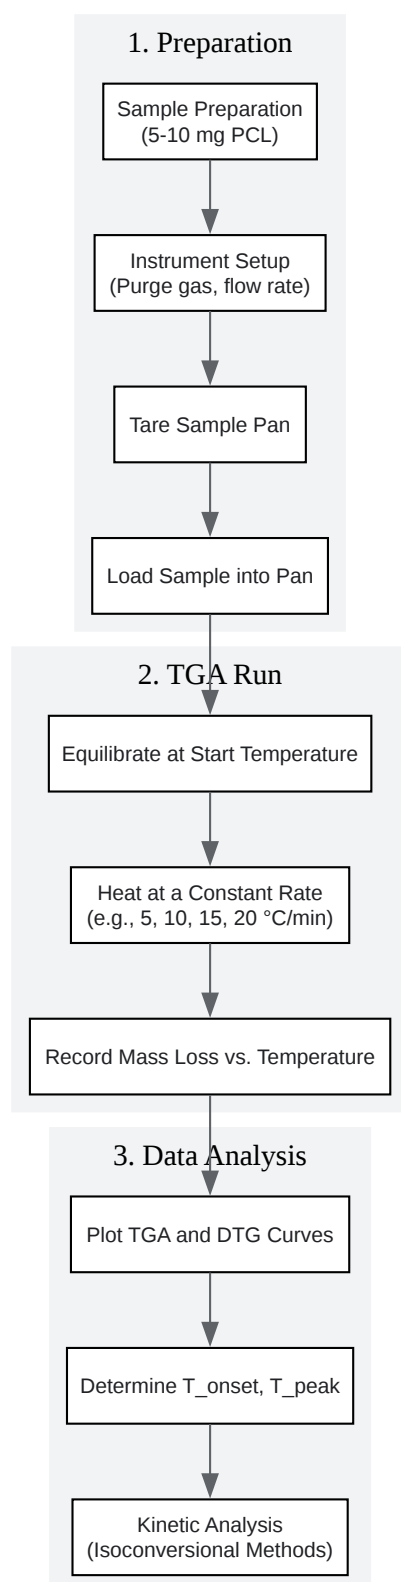 1. Preparation
Sample Preparation
(5-10 mg PCL)
Instrument Setup
(Purge gas, flow rate)
Tare Sample Pan
Load Sample into Pan
2. TGA Run
Equilibrate at Start Temperature
Heat at a Constant Rate
(e.g., 5, 10, 15, 20 °C/min)
Record Mass Loss vs. Temperature
3. Data Analysis
Plot TGA and DTG Curves
Determine T_onset, T_peak
Kinetic Analysis
(Isoconversional Methods)